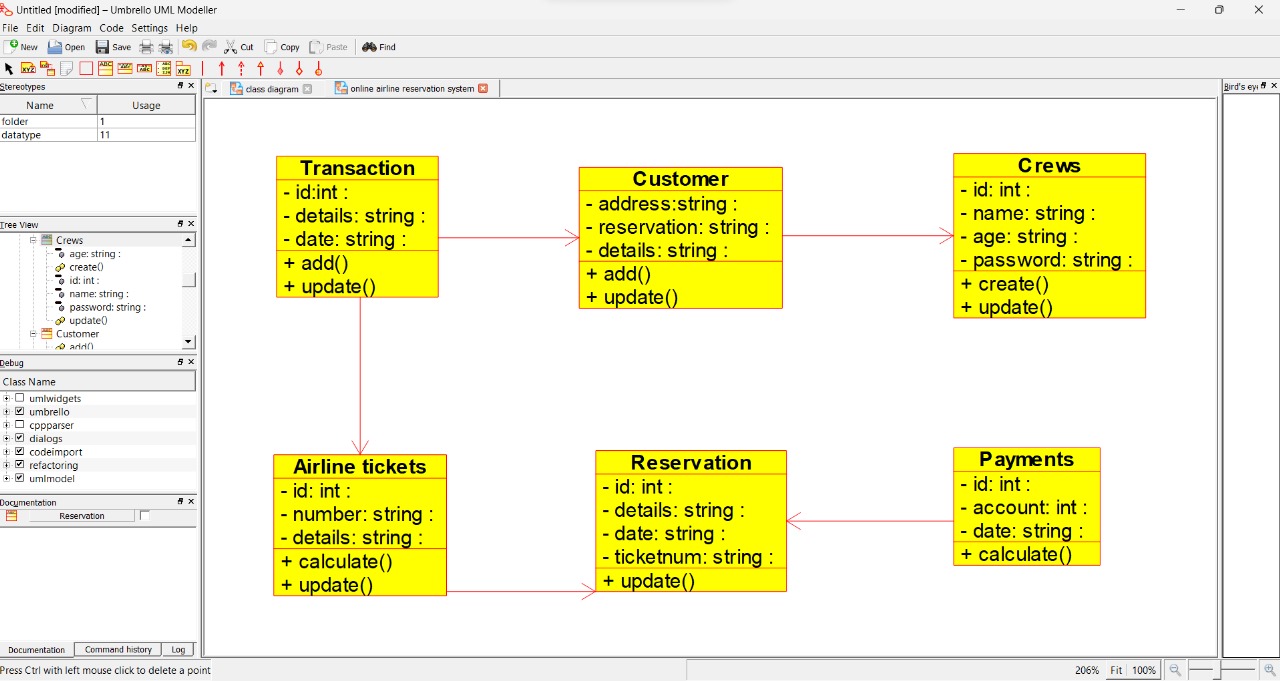 Untitled [modified] – Umbrello UML Modeller
File Edit Diagram Code Settings Help
New Open Save Cut Copy Paste Find
Stereotypes
class diagram
online airline reservation system
Bird's ey
Name Usage
folder 1
datatype 11
Tree View
Crews
age: string :
create()
id: int :
name: string :
password: string :
update()
Customer
add()
Debug
Class Name
umlwidgets
umbrello
cppparser
dialogs
codeimport
refactoring
umlmodel
Documentation
Reservation
Documentation Command history Log
Press Ctrl with left mouse click to delete a point
206% Fit 100%
Transaction
- id:int :
- details: string :
- date: string :
+ add()
+ update()
Customer
- address:string :
- reservation: string :
- details: string :
+ add()
+ update()
Crews
- id: int :
- name: string :
- age: string :
- password: string :
+ create()
+ update()
Airline tickets
- id: int :
- number: string :
- details: string :
+ calculate()
+ update()
Reservation
- id: int :
- details: string :
- date: string :
- ticketnum: string :
+ update()
Payments
- id: int :
- account: int :
- date: string :
+ calculate()